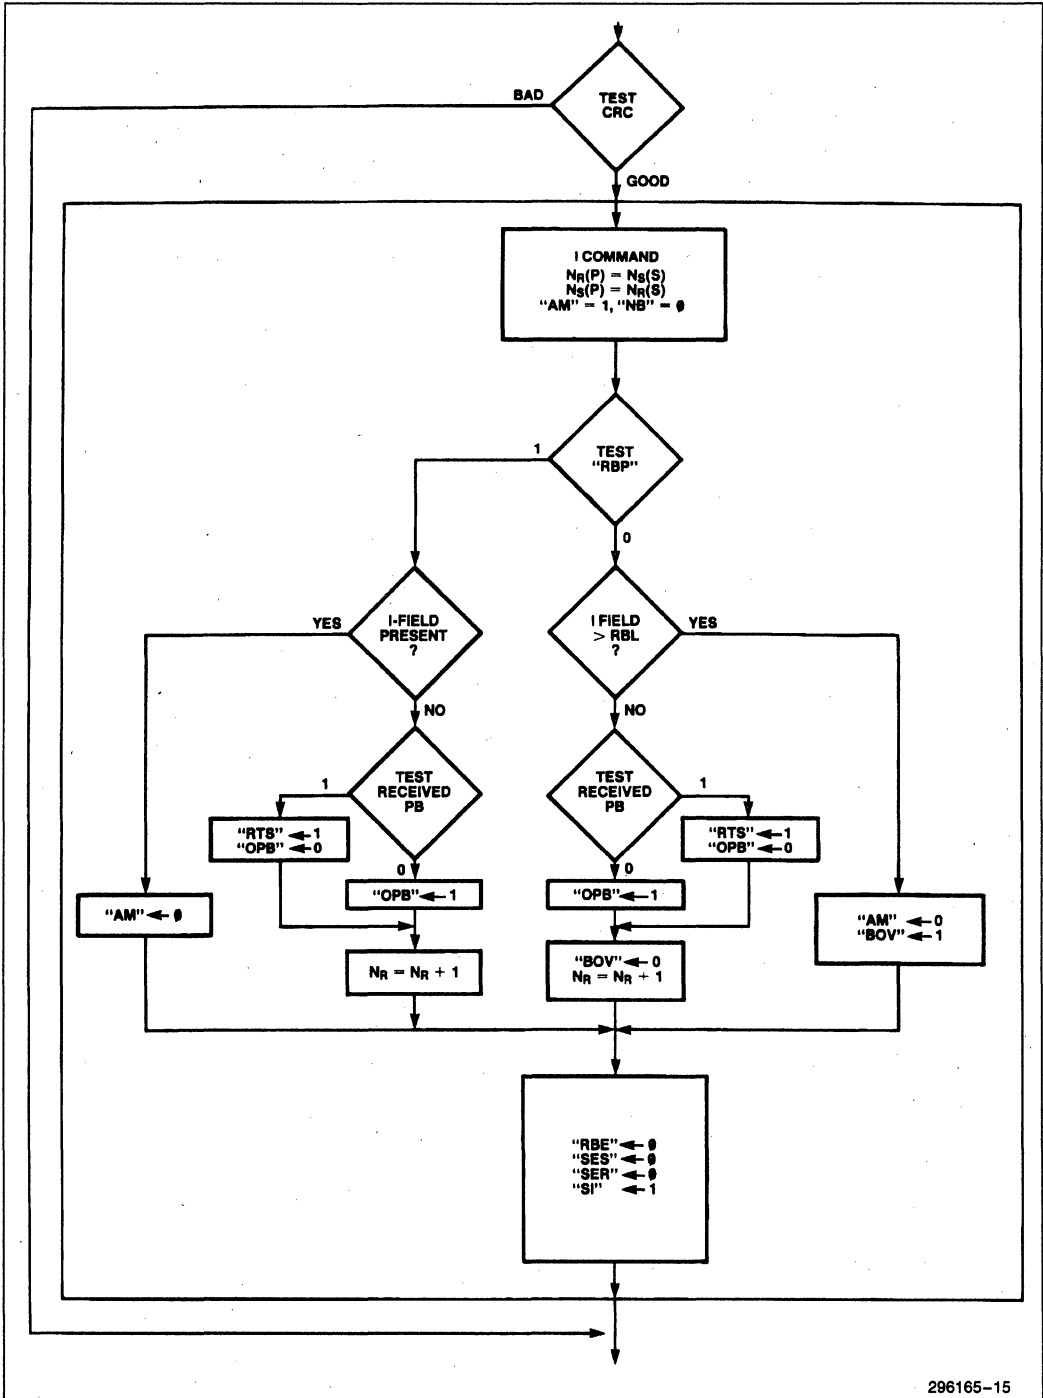 TEST
CRC
BAD
GOOD
I COMMAND
NR(P) = NS(S)
NS(P) = NR(S)
“AM” = 1, “NB” = 0
TEST
“RBP”
1
0
I-FIELD
PRESENT
?
YES
NO
I FIELD
> RBL
?
YES
NO
TEST
RECEIVED
PB
1
0
TEST
RECEIVED
PB
1
0
“RTS” ← 1
“OPB” ← 0
“RTS” ← 1
“OPB” ← 0
“OPB” ← 1
“OPB” ← 1
“AM” ← 0
“AM” ← 0
“BOV” ← 1
NR = NR + 1
“BOV” ← 0
NR = NR + 1
“RBE” ← 0
“SES” ← 0
“SER” ← 0
“SI” ← 1
296165–15